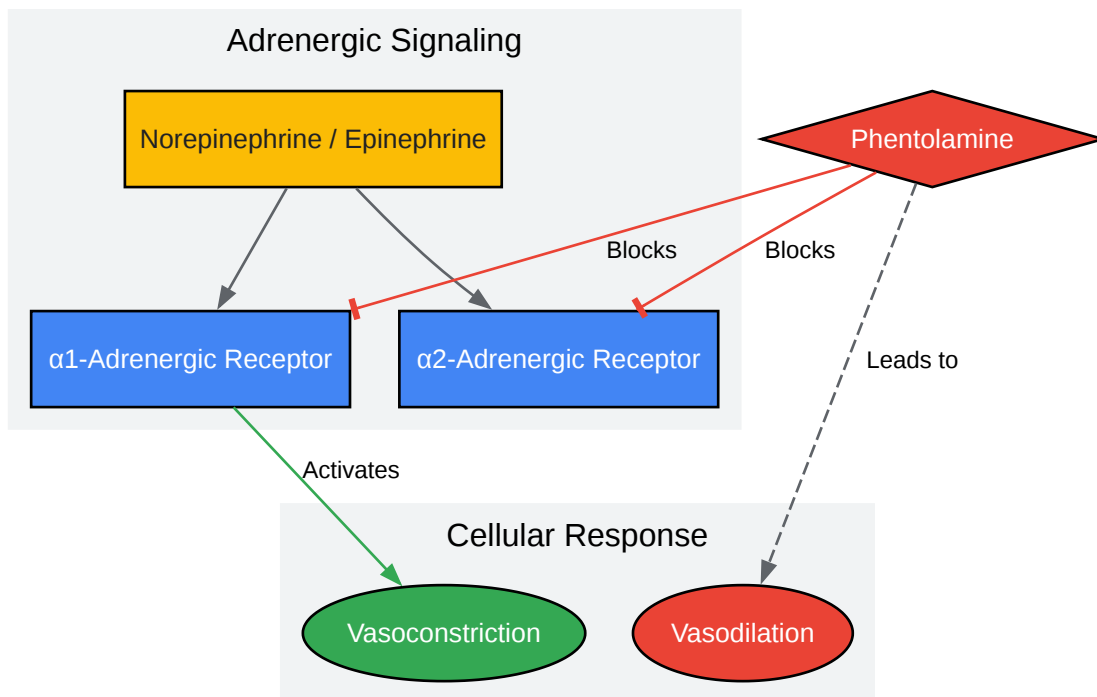 Adrenergic Signaling
Norepinephrine / Epinephrine
Phentolamine
Blocks
Blocks
α1-Adrenergic Receptor
α2-Adrenergic Receptor
Leads to
Activates
Cellular Response
Vasoconstriction
Vasodilation